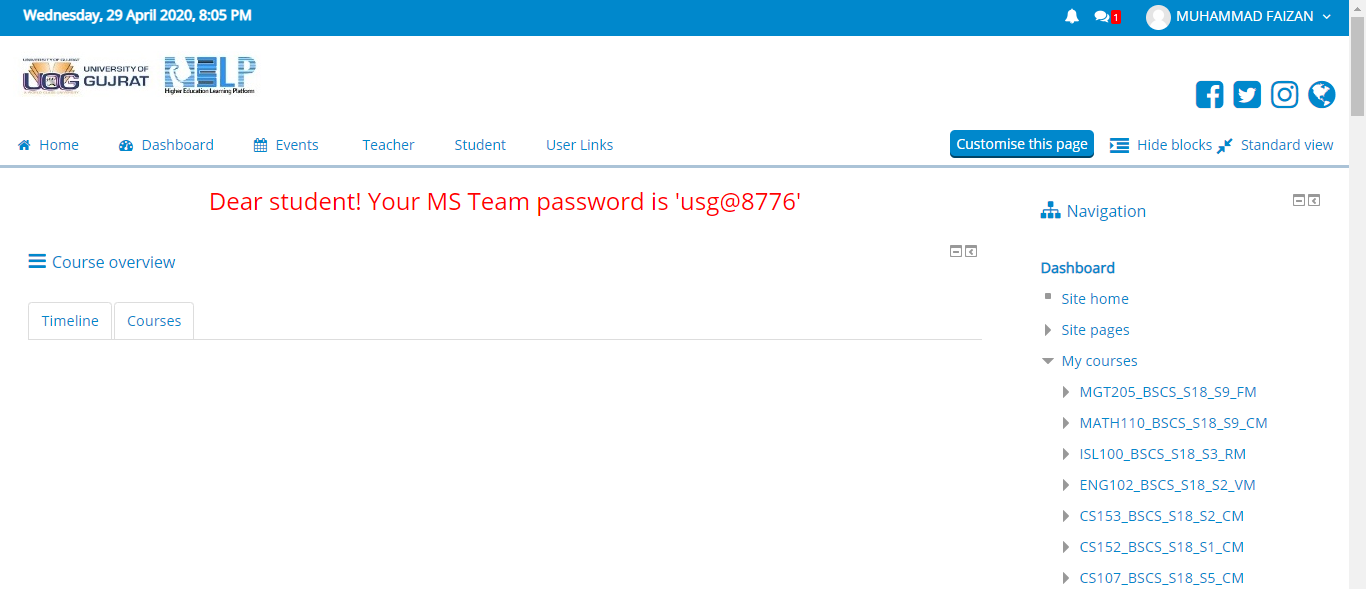 Wednesday, 29 April 2020, 8:05 PM
1
MUHAMMAD FAIZAN
UNIVERSITY OF GUJRAT
UOG
UNIVERSITY OF
GUJRAT
HELP
Higher Education Learning Platform
Home
Dashboard
Events
Teacher
Student
User Links
Customise this page
Hide blocks
Standard view
Dear student! Your MS Team password is 'usg@8776'
Course overview
Timeline
Courses
Navigation
Dashboard
Site home
Site pages
My courses
MGT205_BSCS_S18_S9_FM
MATH110_BSCS_S18_S9_CM
ISL100_BSCS_S18_S3_RM
ENG102_BSCS_S18_S2_VM
CS153_BSCS_S18_S2_CM
CS152_BSCS_S18_S1_CM
CS107_BSCS_S18_S5_CM